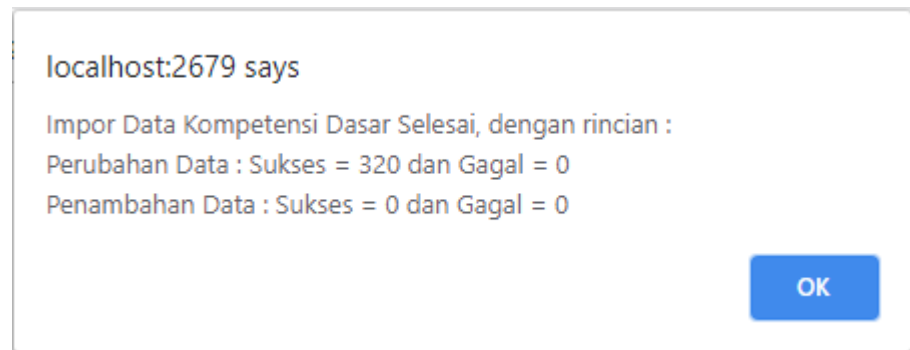 localhost:2679 says
Impor Data Kompetensi Dasar Selesai, dengan rincian :
Perubahan Data : Sukses = 320 dan Gagal = 0
Penambahan Data : Sukses = 0 dan Gagal = 0
OK